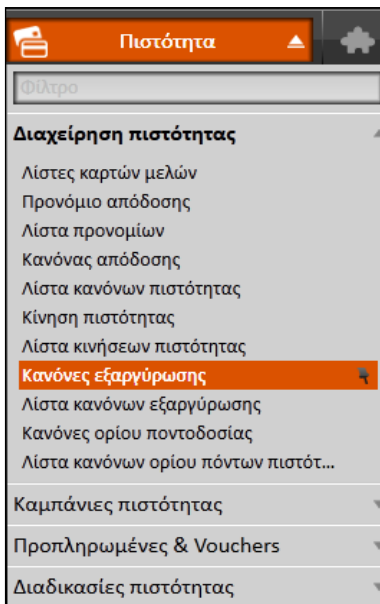 Πιστότητα
Φίλτρο
Διαχείρηση πιστότητας
Λίστες καρτών μελών
Προνόμιο απόδοσης
Λίστα προνομίων
Κανόνας απόδοσης
Λίστα κανόνων πιστότητας
Κίνηση πιστότητας
Λίστα κινήσεων πιστότητας
Κανόνες εξαργύρωσης
Λίστα κανόνων εξαργύρωσης
Κανόνες ορίου ποντοδοσίας
Λίστα κανόνων ορίου πόντων πιστότ...
Καμπάνιες πιστότητας
Προπληρωμένες & Vouchers
Διαδικασίες πιστότητας